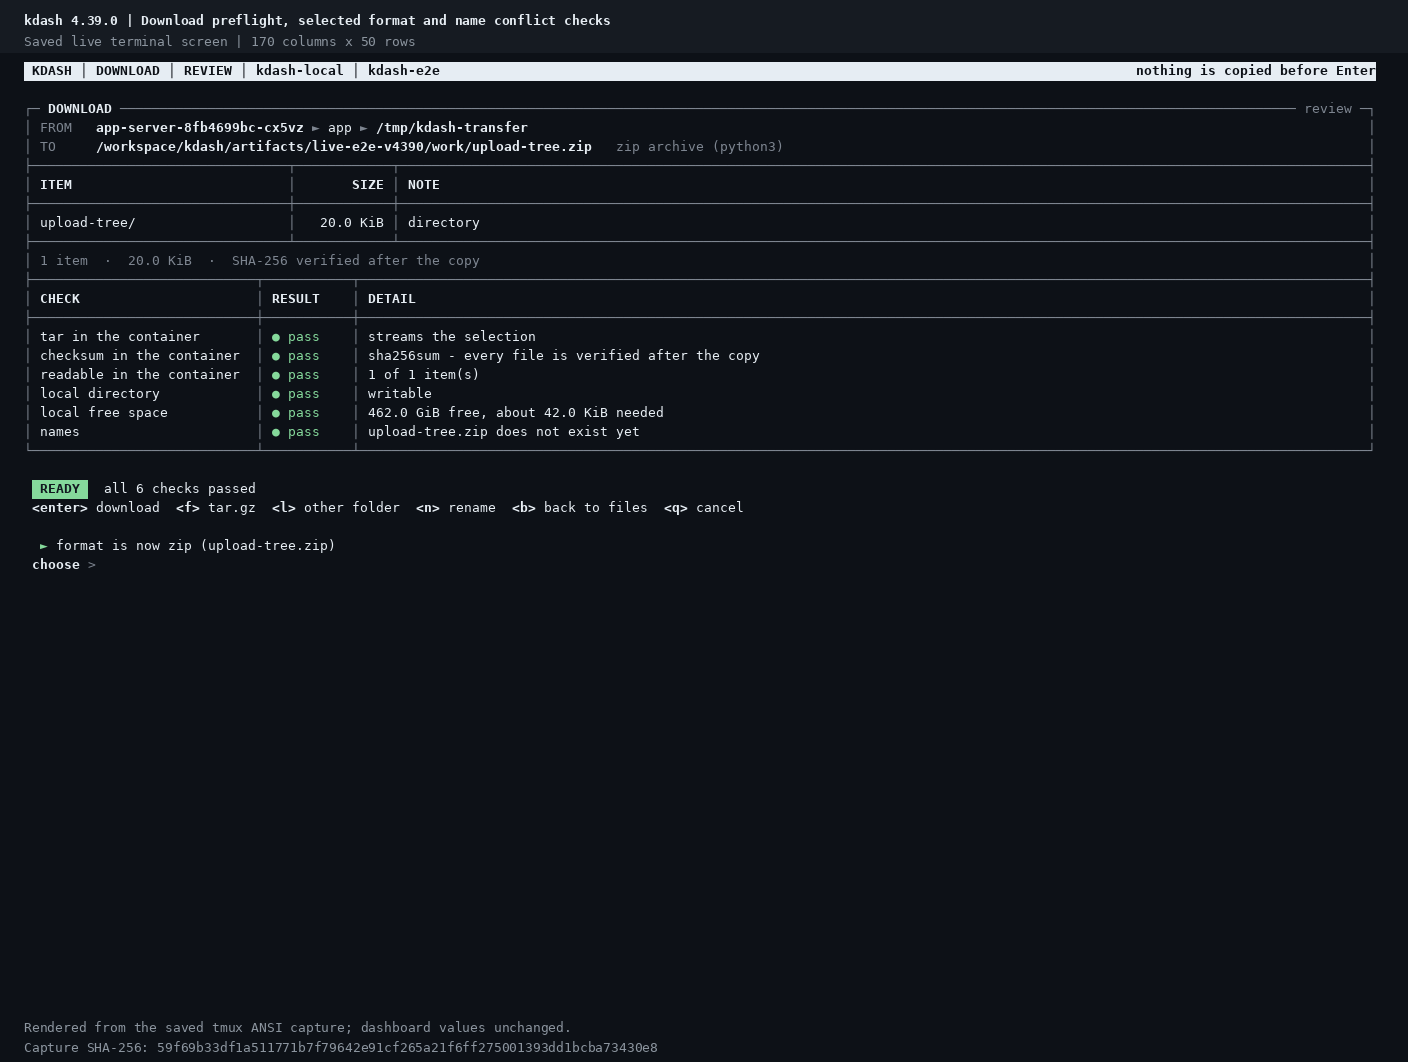 kdash 4.39.0 | Download preflight, selected format and name conflict checks
Saved live terminal screen | 170 columns x 50 rows
KDASH │ DOWNLOAD │ REVIEW │ kdash-local │ kdash-e2e nothing is copied before Enter
DOWNLOAD review
FROM app-server-8fb4699bc-cx5vz ► app ► /tmp/kdash-transfer
TO /workspace/kdash/artifacts/live-e2e-v4390/work/upload-tree.zip zip archive (python3)
ITEM │ SIZE │ NOTE
upload-tree/ │ 20.0 KiB │ directory
1 item · 20.0 KiB · SHA-256 verified after the copy
CHECK │ RESULT │ DETAIL
tar in the container │ ● pass │ streams the selection
checksum in the container │ ● pass │ sha256sum - every file is verified after the copy
readable in the container │ ● pass │ 1 of 1 item(s)
local directory │ ● pass │ writable
local free space │ ● pass │ 462.0 GiB free, about 42.0 KiB needed
names │ ● pass │ upload-tree.zip does not exist yet
READY all 6 checks passed
<enter> download <f> tar.gz <l> other folder <n> rename <b> back to files <q> cancel
► format is now zip (upload-tree.zip)
choose >
Rendered from the saved tmux ANSI capture; dashboard values unchanged.
Capture SHA-256: 59f69b33df1a511771b7f79642e91cf265a21f6ff275001393dd1bcba73430e8